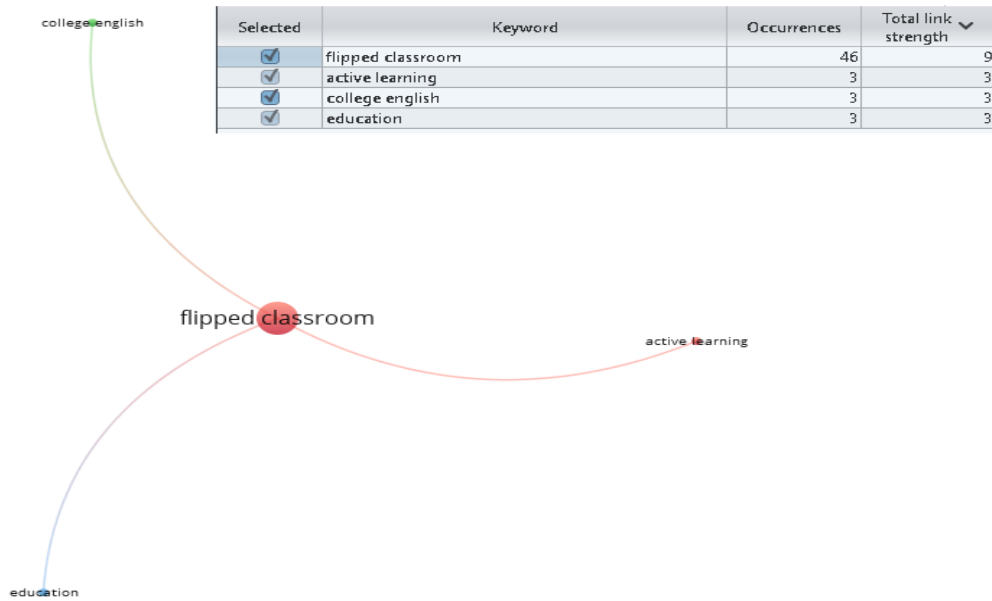 college english
Selected Keyword Occurrences Total link strength
flipped classroom 46 9
active learning 3 3
college english 3 3
education 3 3
flipped classroom
active learning
education